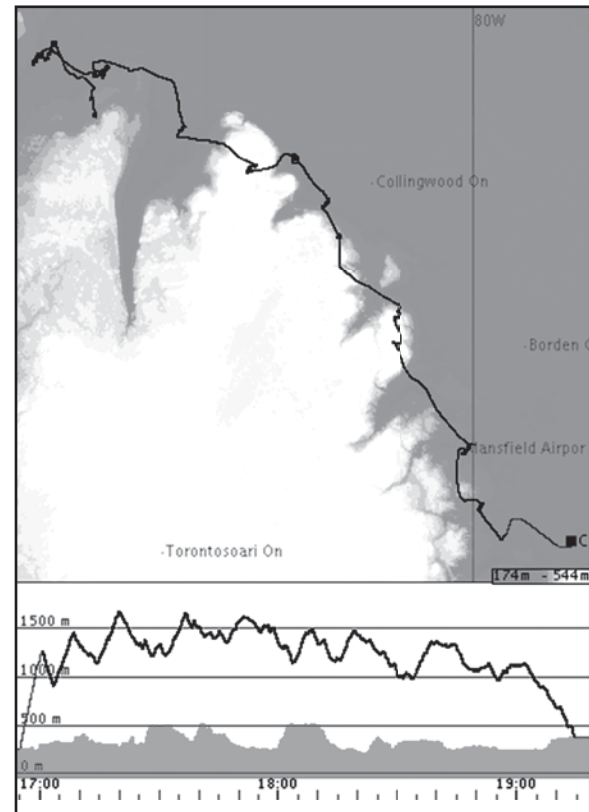 80W
·Collingwood On
·Borden
Mansfield Airpor
·Torontosoari On
C
174m - 544m
1500 m
1000 m
500 m
0 m
17:00 18:00 19:00